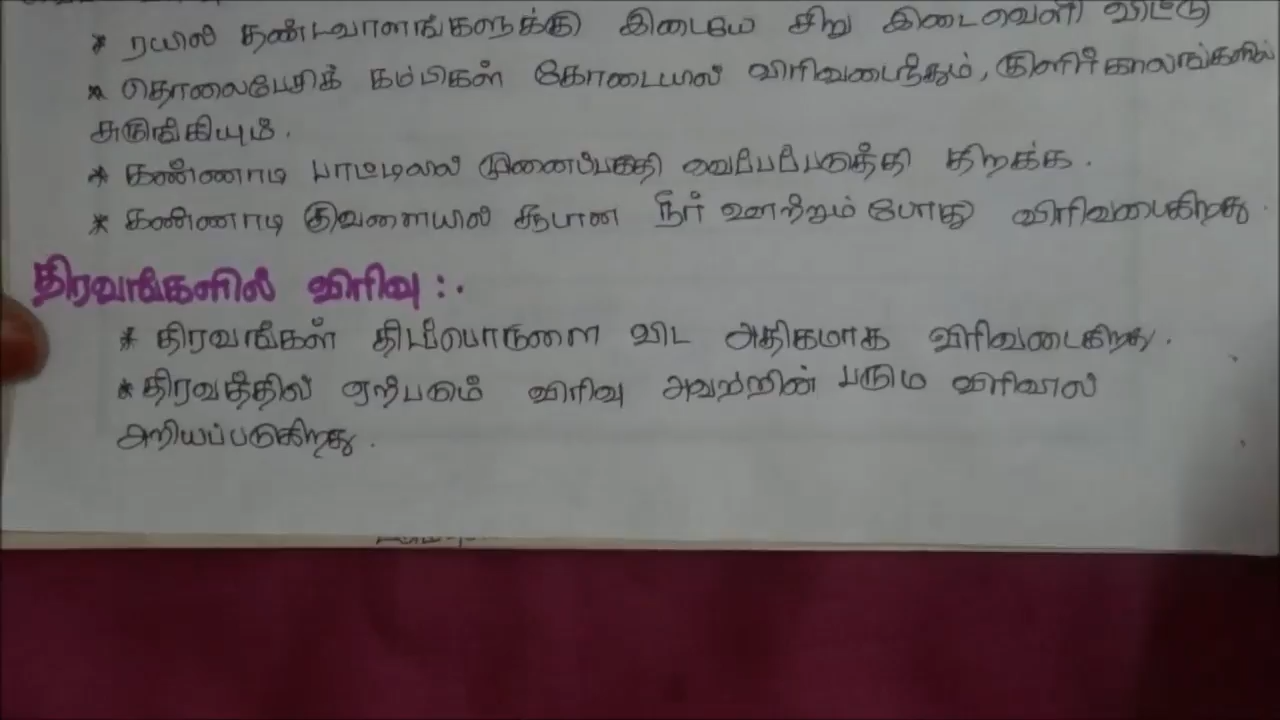 * ரயில் தண்டவாளங்களுக்கு இடையே சிறு இடைவெளி விட்டு
* தொலைபேசிக் கம்பிகள் கோடையில் விரிவடைந்தும், குளிர்காலங்களில்
சுருங்கியும்.
* கண்ணாடி பாட்டிலில் முனைப்பகுதி வெப்பப்படுத்தி திறக்க.
* கண்ணாடி குவளையில் சூடான நீர் ஊற்றும் போது விரிவடைகிறது.
திரவங்களில் விரிவு :.
* திரவங்கள் திடப்பொருளை விட அதிகமாக விரிவடைகிறது.
* திரவத்தில் ஏற்படும் விரிவு அவற்றின் பரும விரிவால்
அறியப்படுகிறது.